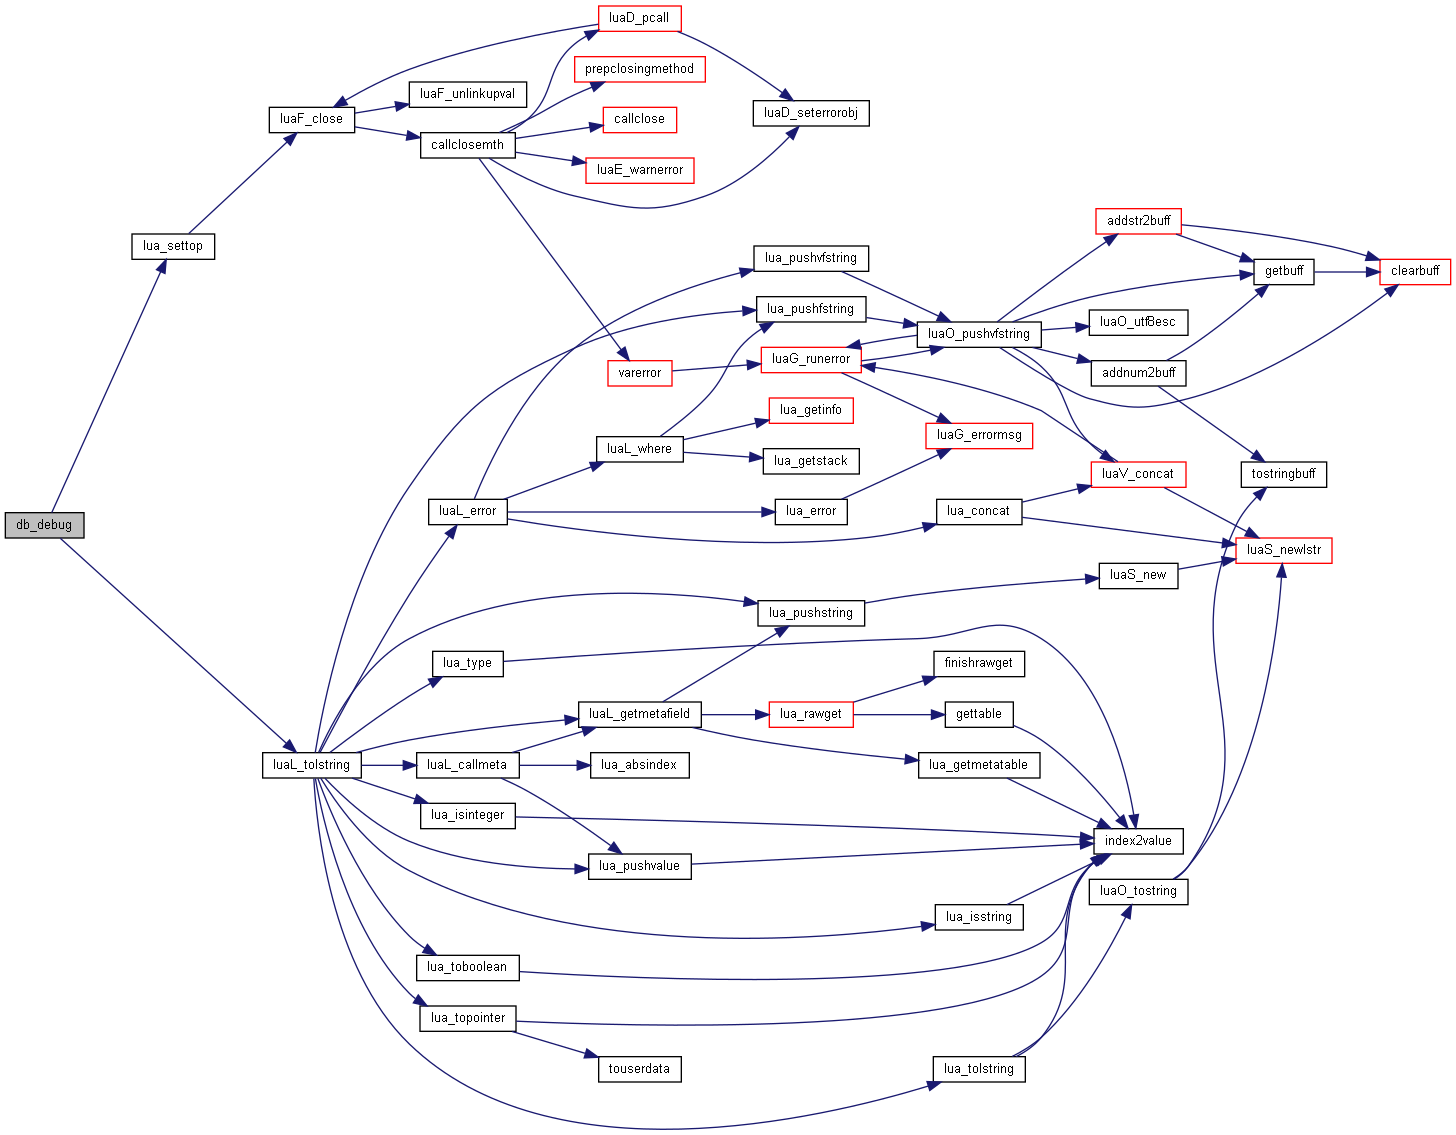 luaD_pcall
prepclosingmethod
luaF_unlinkupval
luaD_seterrorobj
luaF_close
callclose
callclosemth
luaE_warnerror
addstr2buff
lua_settop
lua_pushvfstring
getbuff
clearbuff
lua_pushfstring
luaO_utf8esc
luaO_pushvfstring
luaG_runerror
varerror
addnum2buff
lua_getinfo
luaG_errormsg
luaL_where
lua_getstack
luaV_concat
tostringbuff
luaL_error
lua_error
lua_concat
db_debug
luaS_newlstr
luaS_new
lua_pushstring
lua_type
finishrawget
luaL_getmetafield
lua_rawget
gettable
luaL_tolstring
luaL_callmeta
lua_absindex
lua_getmetatable
lua_isinteger
index2value
lua_pushvalue
luaO_tostring
lua_isstring
lua_toboolean
lua_topointer
touserdata
lua_tolstring